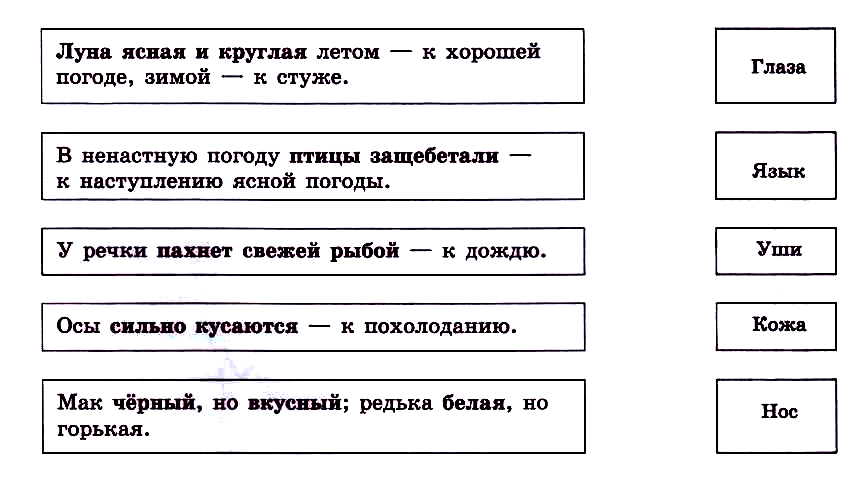 Луна ясная и круглая летом — к хорошей
погоде, зимой — к стуже.
Глаза
В ненастную погоду птицы защебетали —
к наступлению ясной погоды.
Язык
У речки пахнет свежей рыбой — к дождю.
Уши
Осы сильно кусаются — к похолоданию.
Кожа
Мак чёрный, но вкусный; редька белая, но
горькая.
Нос